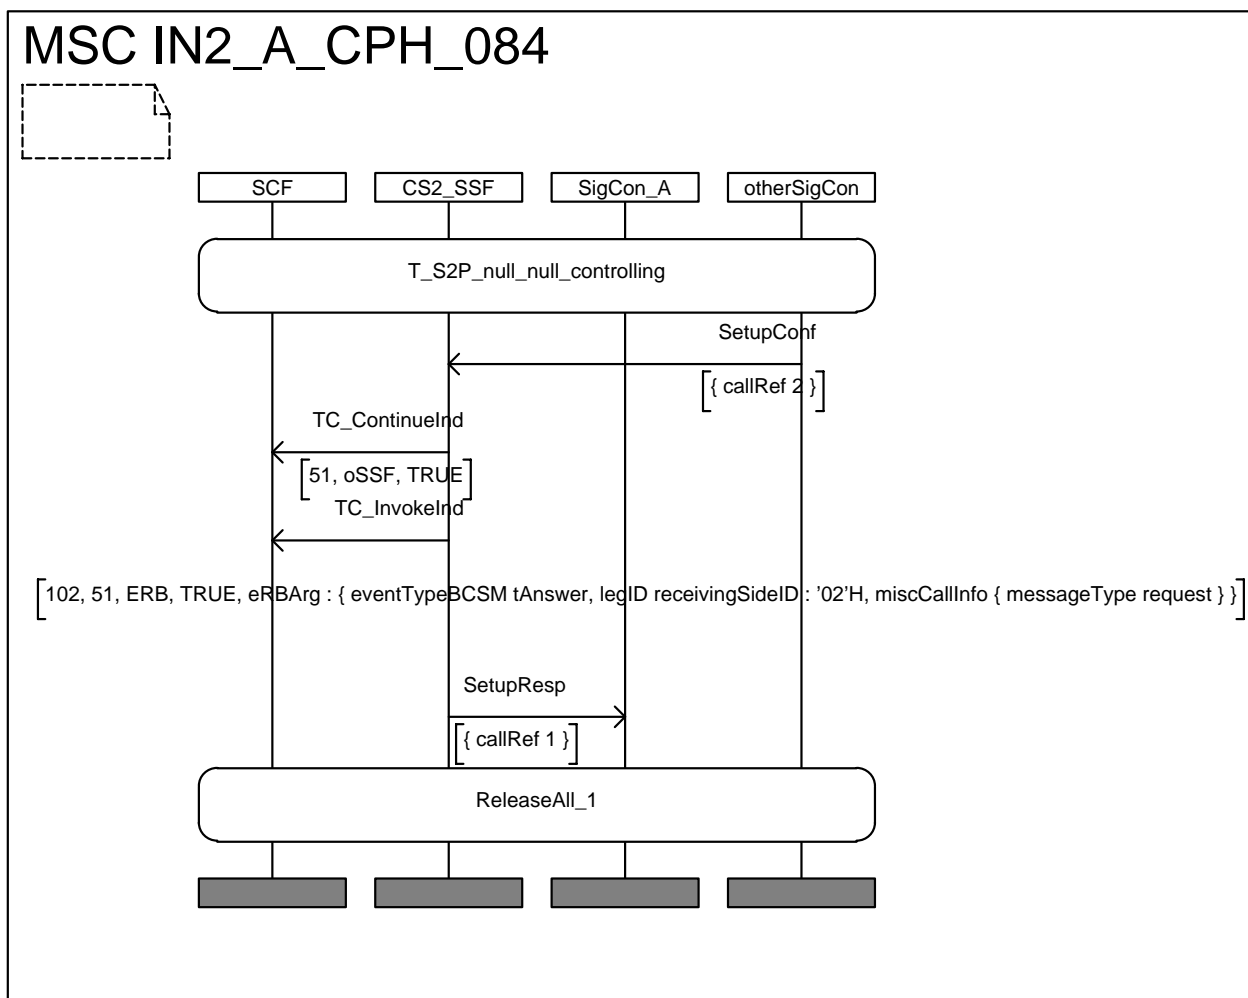 MSC IN2_A_CPH_084
SCF CS2_SSF SigCon_A otherSigCon
T_S2P_null_null_controlling
SetupConf
{ callRef 2 }
TC_ContinueInd
51, oSSF, TRUE
TC_InvokeInd
102, 51, ERB, TRUE, eRBArg : { eventTypeBCSM tAnswer, legID receivingSideID : '02'H, miscCallInfo { messageType request } }
SetupResp
{ callRef 1 }
ReleaseAll_1